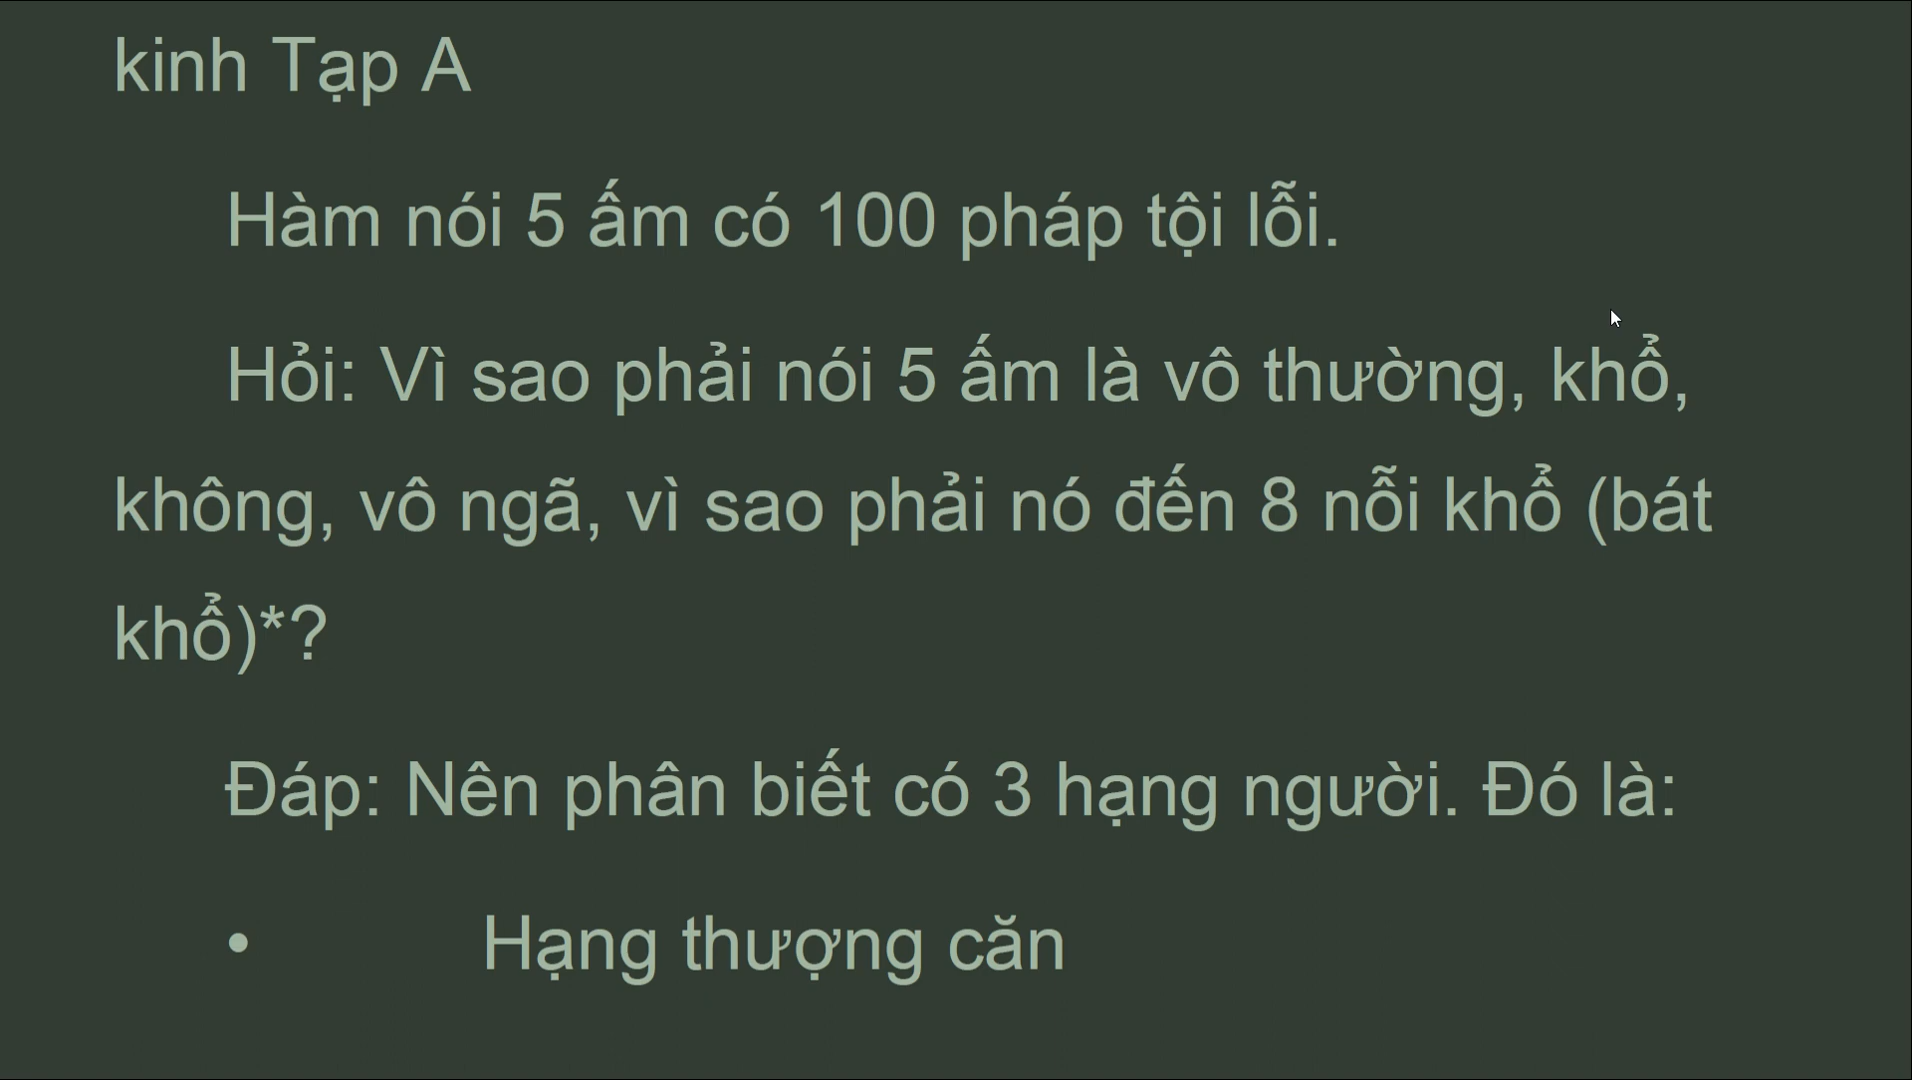 kinh Tạp A
Hàm nói 5 ấm có 100 pháp tội lỗi.
Hỏi: Vì sao phải nói 5 ấm là vô thường, khổ,
không, vô ngã, vì sao phải nó đến 8 nỗi khổ (bát
khổ)*?
Đáp: Nên phân biết có 3 hạng người. Đó là:
• Hạng thượng căn